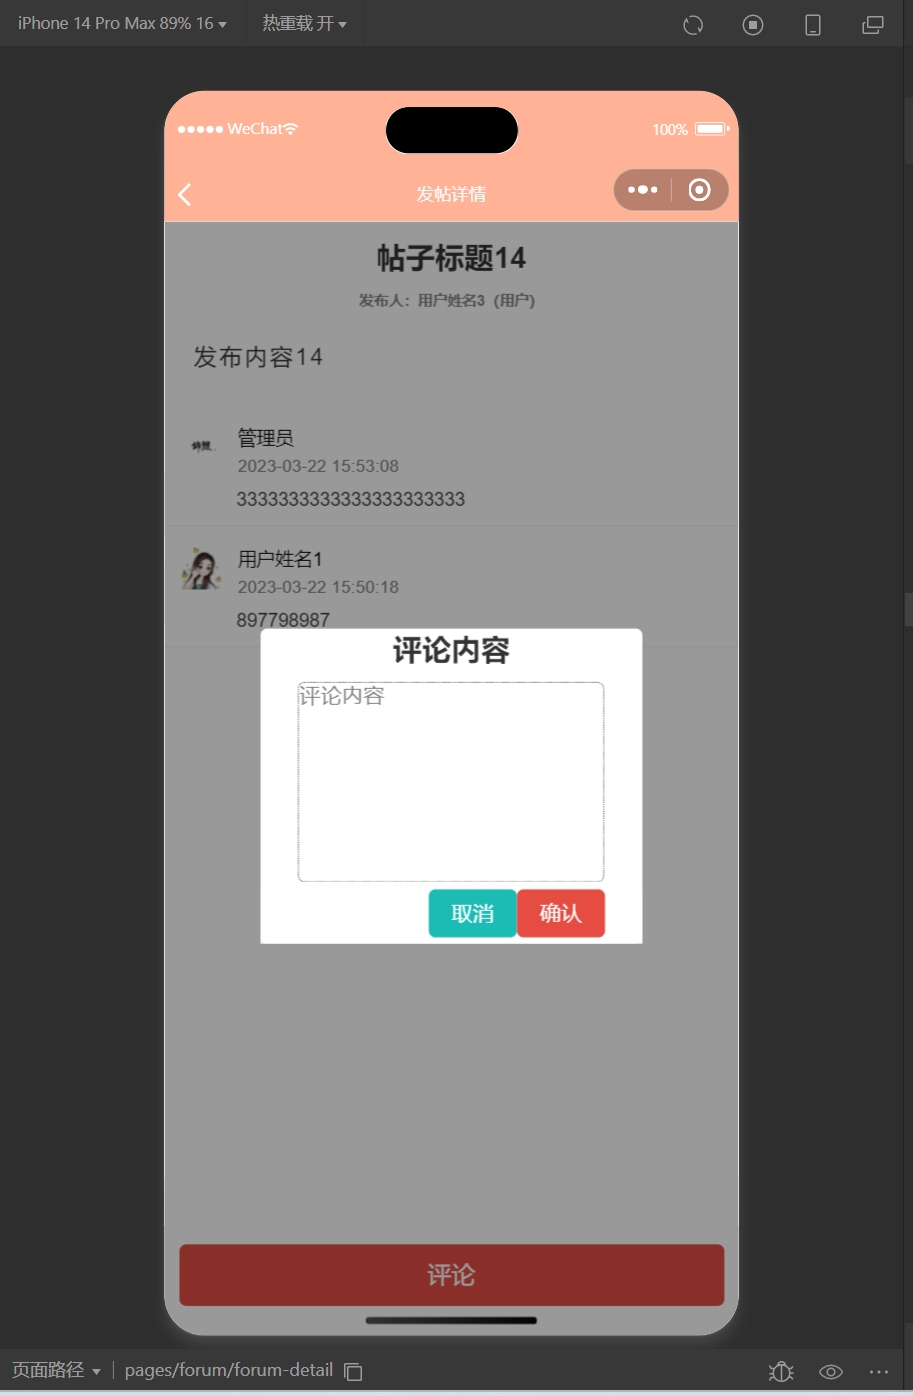 iPhone 14 Pro Max 89% 16 热重载 开
WeChat 100%
发帖详情
帖子标题14
发布人：用户姓名3（用户）
发布内容14
管理员
2023-03-22 15:53:08
3333333333333333333333
用户姓名1
2023-03-22 15:50:18
897798987
评论内容
评论内容
取消 确认
评论
页面路径 pages/forum/forum-detail